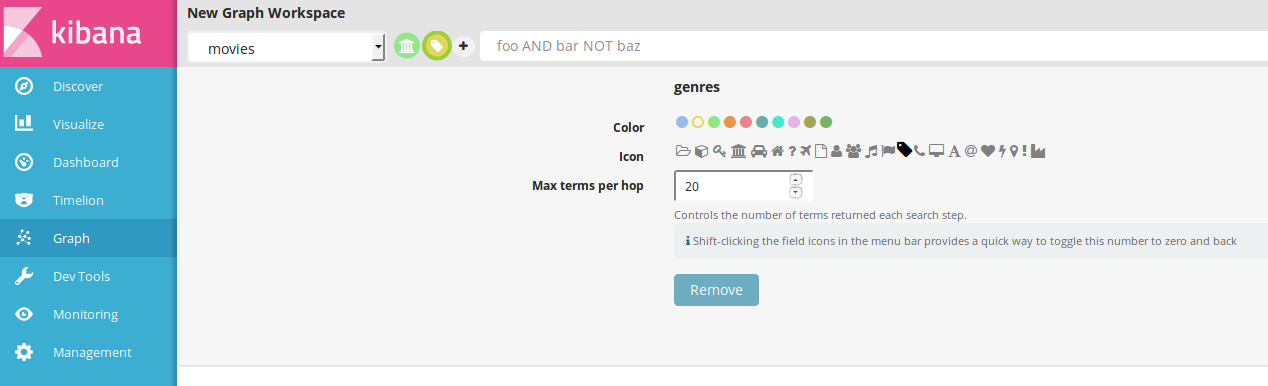 kibana
Discover
Visualize
Dashboard
Timelion
Graph
Dev Tools
Monitoring
Management
New Graph Workspace
movies
foo AND bar NOT baz
genres
Color
Icon
Max terms per hop
20
Controls the number of terms returned each search step.
Shift-clicking the field icons in the menu bar provides a quick way to toggle this number to zero and back
Remove